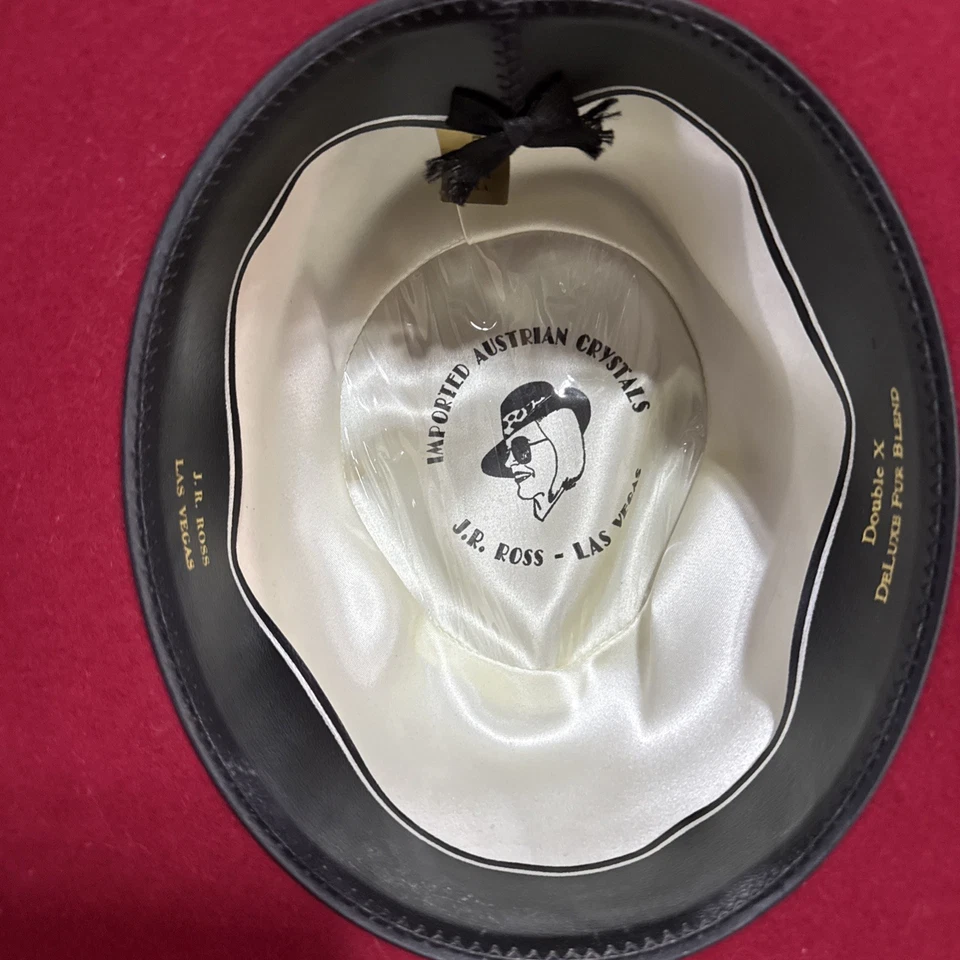 IMPORTED AUSTRIAN CRYSTALS
J.R. ROSS - LAS VEGAS
J.R. ROSS
LAS VEGAS
Double X
DeLuxe Fur Blend